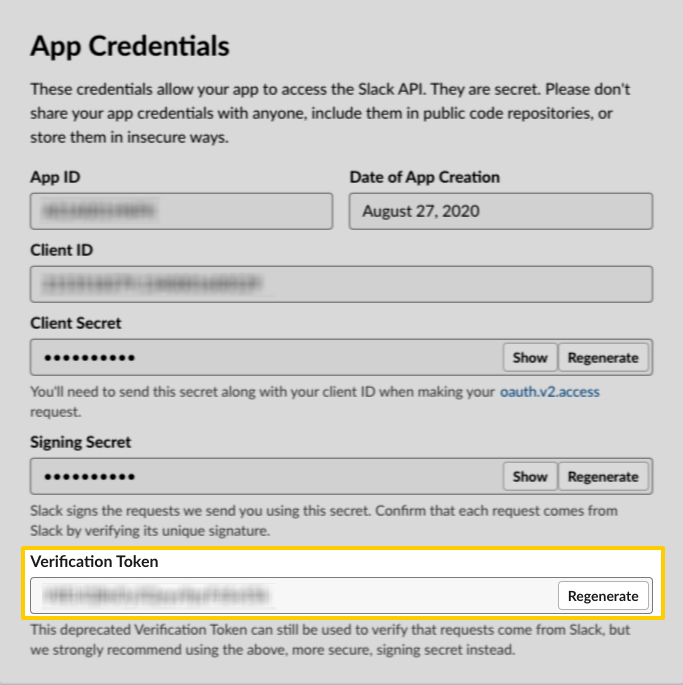 App Credentials
These credentials allow your app to access the Slack API. They are secret. Please don't
share your app credentials with anyone, include them in public code repositories, or
store them in insecure ways.
App ID
Date of App Creation
August 27, 2020
Client ID
Client Secret
•••••••••• Show Regenerate
You'll need to send this secret along with your client ID when making your oauth.v2.access
request.
Signing Secret
•••••••••• Show Regenerate
Slack signs the requests we send you using this secret. Confirm that each request comes from
Slack by verifying its unique signature.
Verification Token
Regenerate
This deprecated Verification Token can still be used to verify that requests come from Slack, but
we strongly recommend using the above, more secure, signing secret instead.